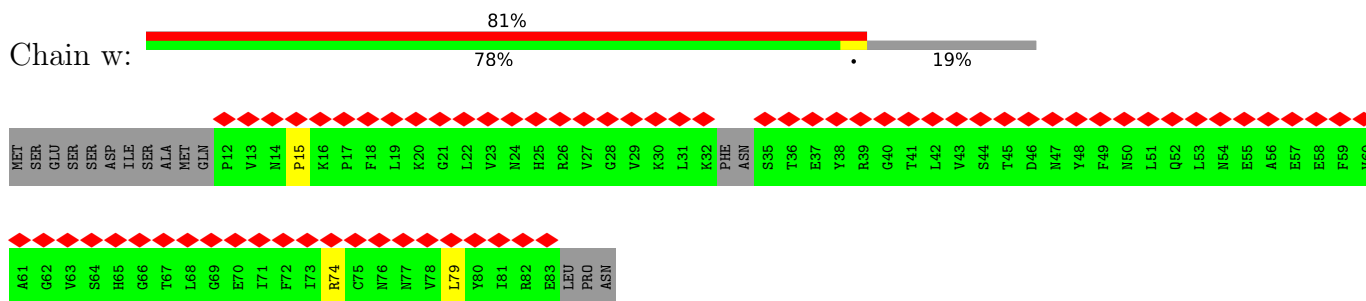 81%
Chain w:
78% • 19%
MET SER GLU SER SER ASP ILE SER ALA MET GLN P12 V13 N14 P15 K16 P17 F18 L19 K20 G21 L22 V23 N24 H25 R26 V27 G28 V29 K30 L31 K32 PHE ASN S35 T36 E37 Y38 R39 G40 T41 L42 V43 S44 T45 D46 N47 Y48 F49 N50 L51 Q52 L53 N54 E55 A56 E57 E58 F59
A61 G62 V63 S64 H65 G66 T67 L68 G69 E70 I71 F72 I73 R74 C75 N76 N77 V78 L79 Y80 I81 R82 E83 LEU PRO ASN